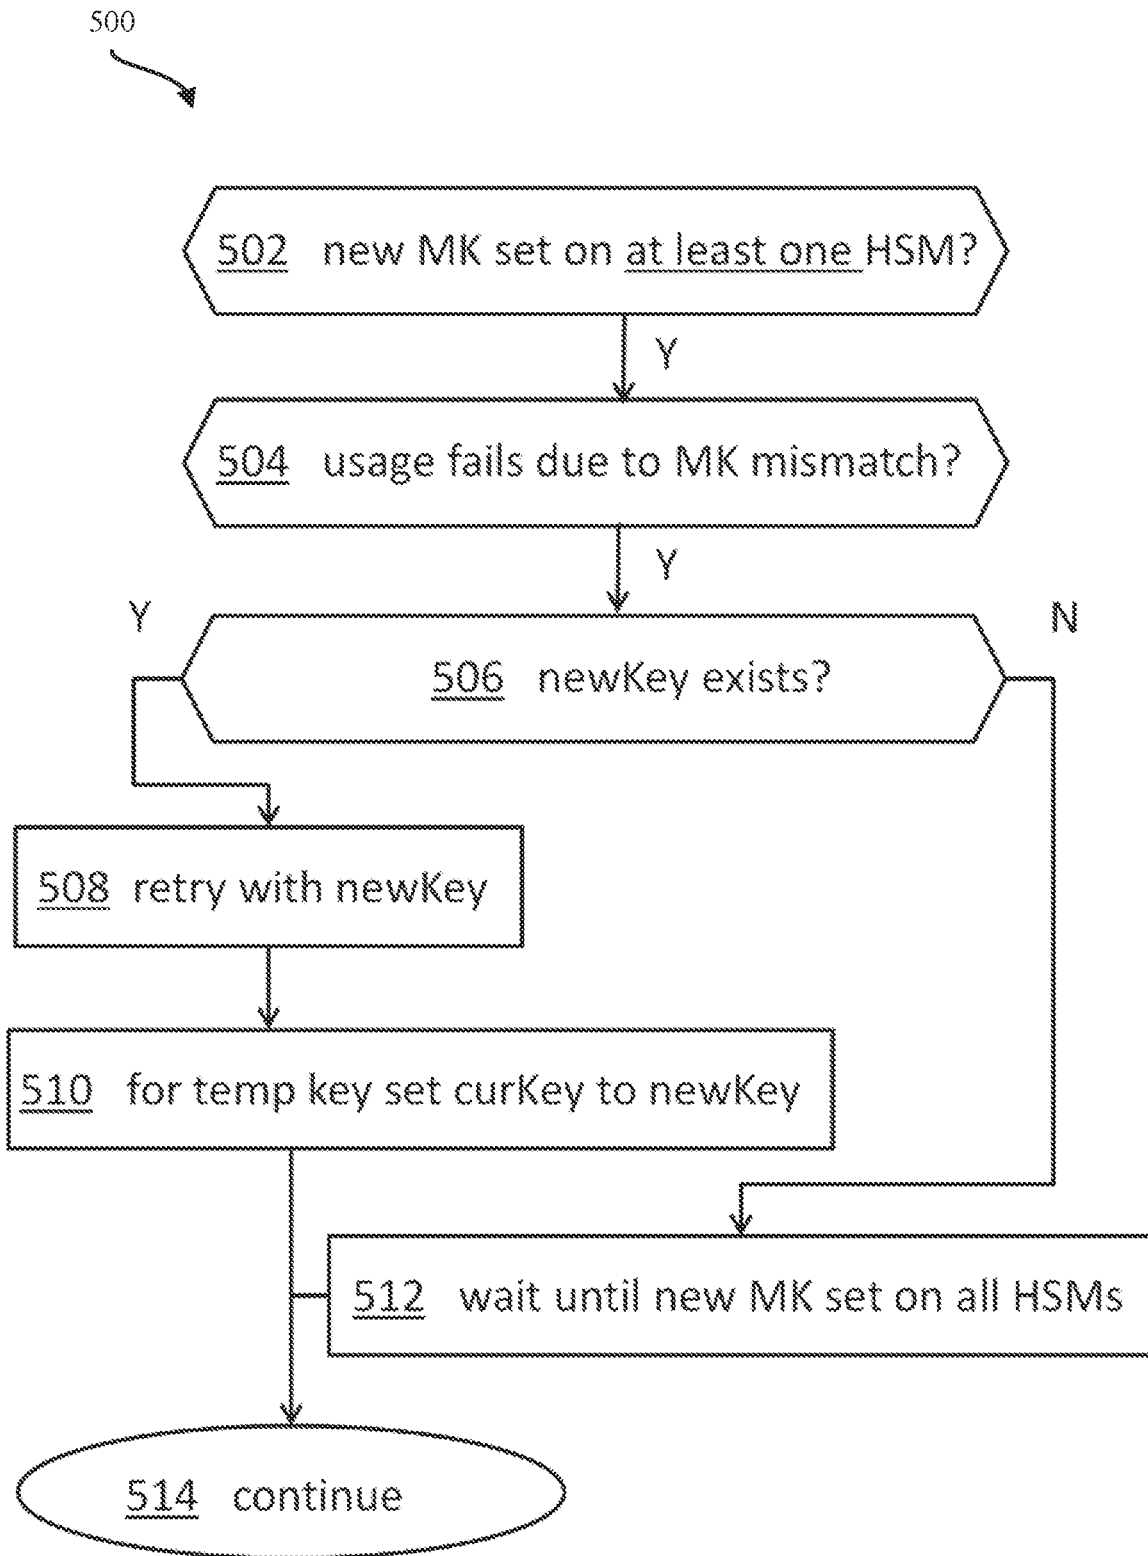 500
502 new MK set on at least one HSM?
Y
504 usage fails due to MK mismatch?
Y
Y
N
506 newKey exists?
508 retry with newKey
510 for temp key set curKey to newKey
512 wait until new MK set on all HSMs
514 continue